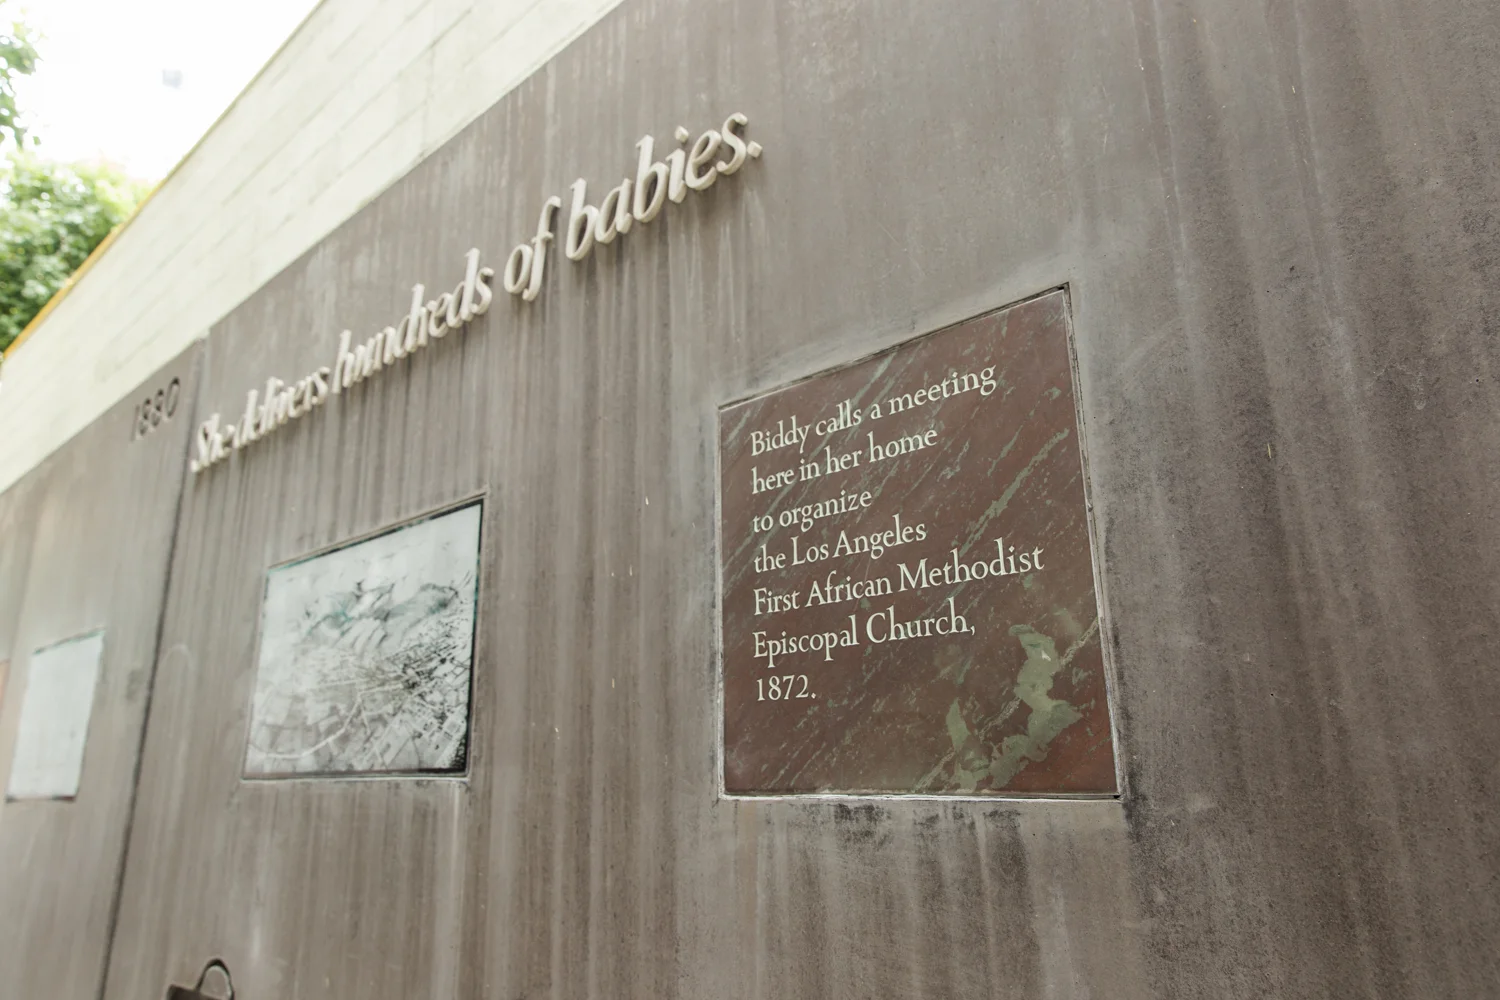 1880
She delivers hundreds of babies.
Biddy calls a meeting
here in her home
to organize
the Los Angeles
First African Methodist
Episcopal Church,
1872.